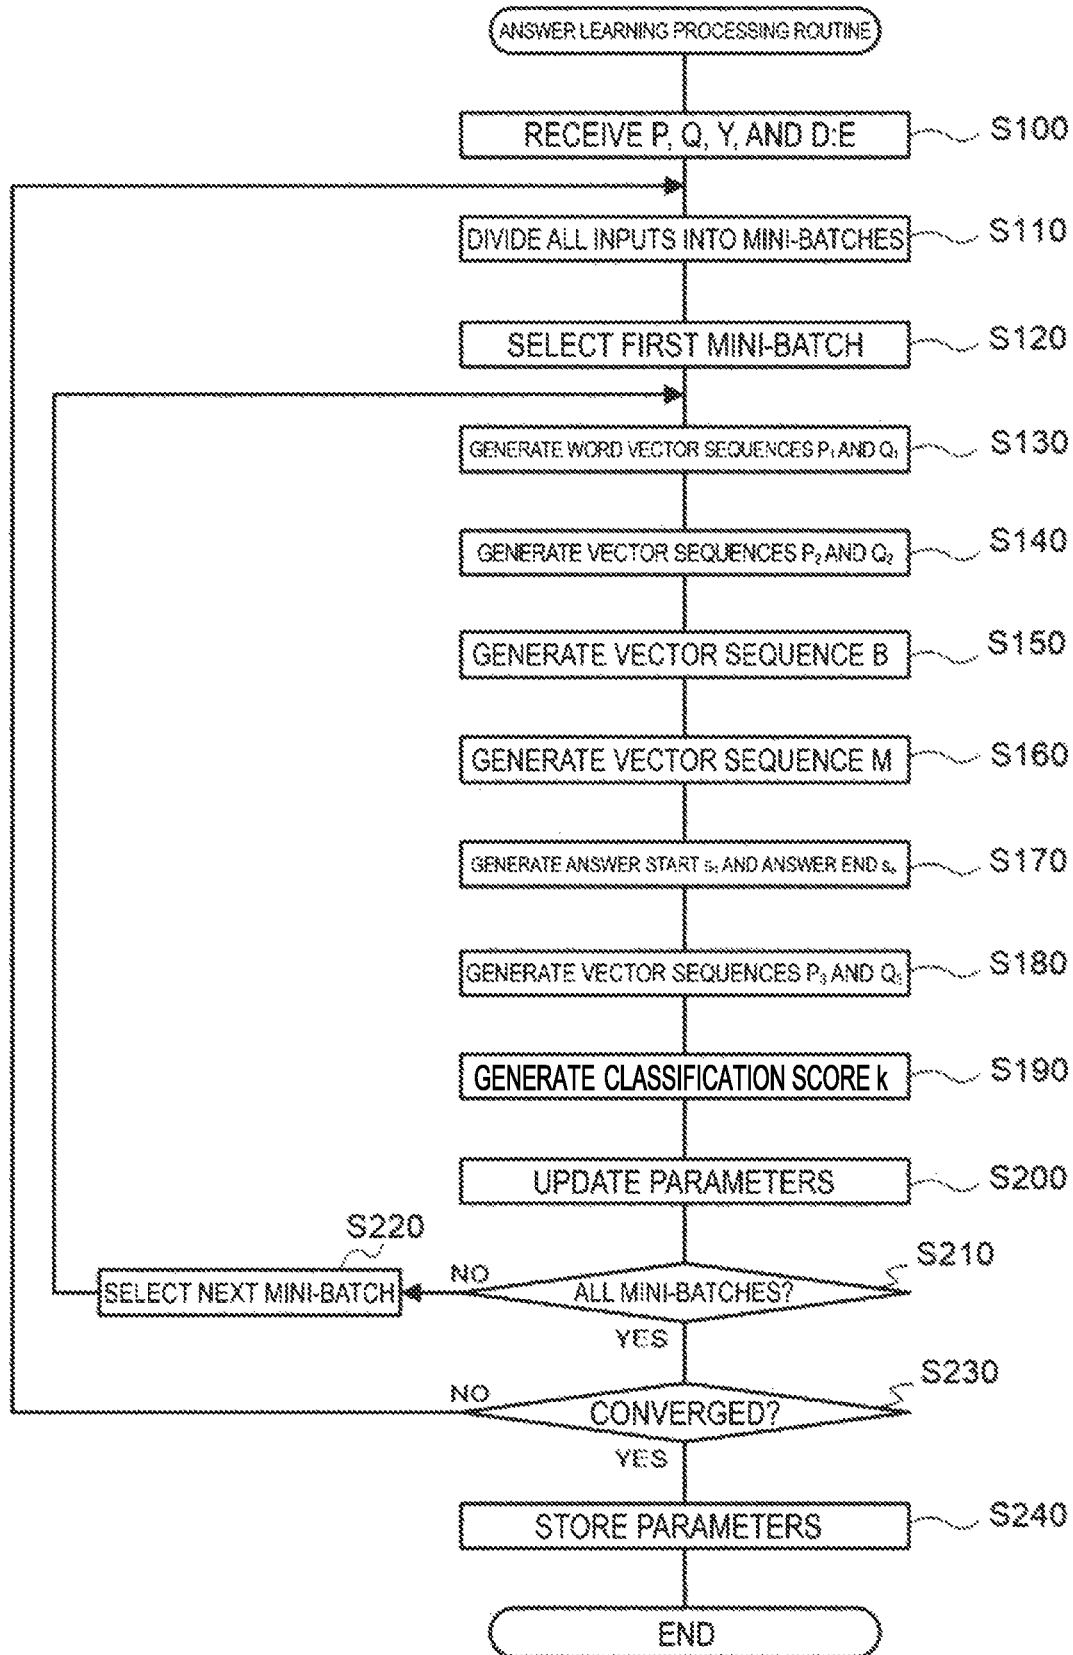 ANSWER LEARNING PROCESSING ROUTINE
RECEIVE P, Q, Y, AND D:E
S100
DIVIDE ALL INPUTS INTO MINI-BATCHES
S110
SELECT FIRST MINI-BATCH
S120
GENERATE WORD VECTOR SEQUENCES P₁ AND Q₁
S130
GENERATE VECTOR SEQUENCES P₂ AND Q₂
S140
GENERATE VECTOR SEQUENCE B
S150
GENERATE VECTOR SEQUENCE M
S160
GENERATE ANSWER START sₛ AND ANSWER END sₑ
S170
GENERATE VECTOR SEQUENCES P₃ AND Q₃
S180
GENERATE CLASSIFICATION SCORE k
S190
UPDATE PARAMETERS
S200
S220
SELECT NEXT MINI-BATCH
NO
ALL MINI-BATCHES?
S210
YES
NO
CONVERGED?
S230
YES
STORE PARAMETERS
S240
END